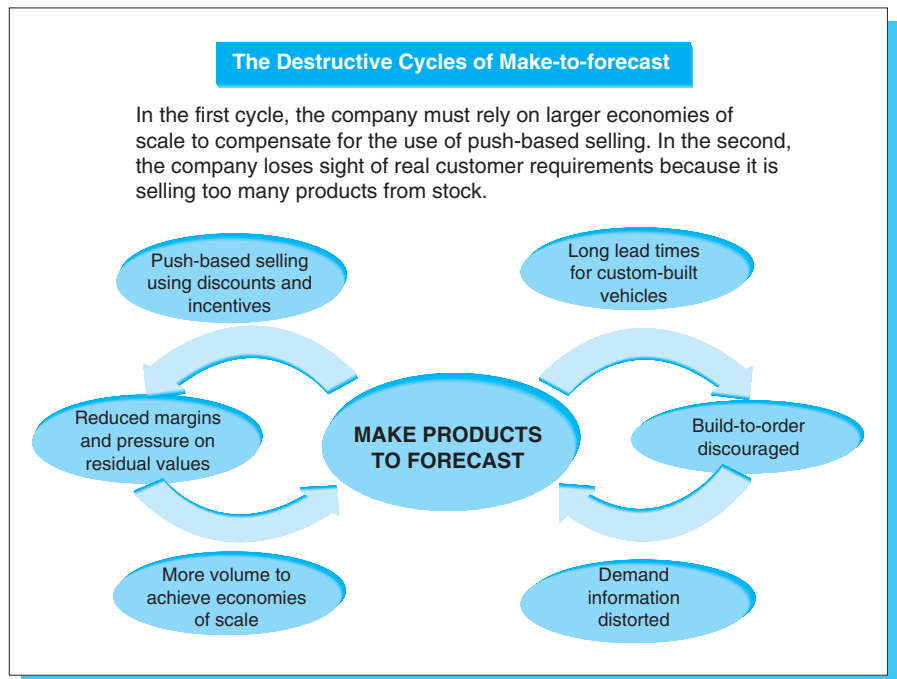 The Destructive Cycles of Make-to-forecast
In the first cycle, the company must rely on larger economies of
scale to compensate for the use of push-based selling. In the second,
the company loses sight of real customer requirements because it is
selling too many products from stock.
Push-based selling
using discounts and
incentives
Long lead times
for custom-built
vehicles
Reduced margins
and pressure on
residual values
MAKE PRODUCTS
TO FORECAST
Build-to-order
discouraged
More volume to
achieve economies
of scale
Demand
information
distorted